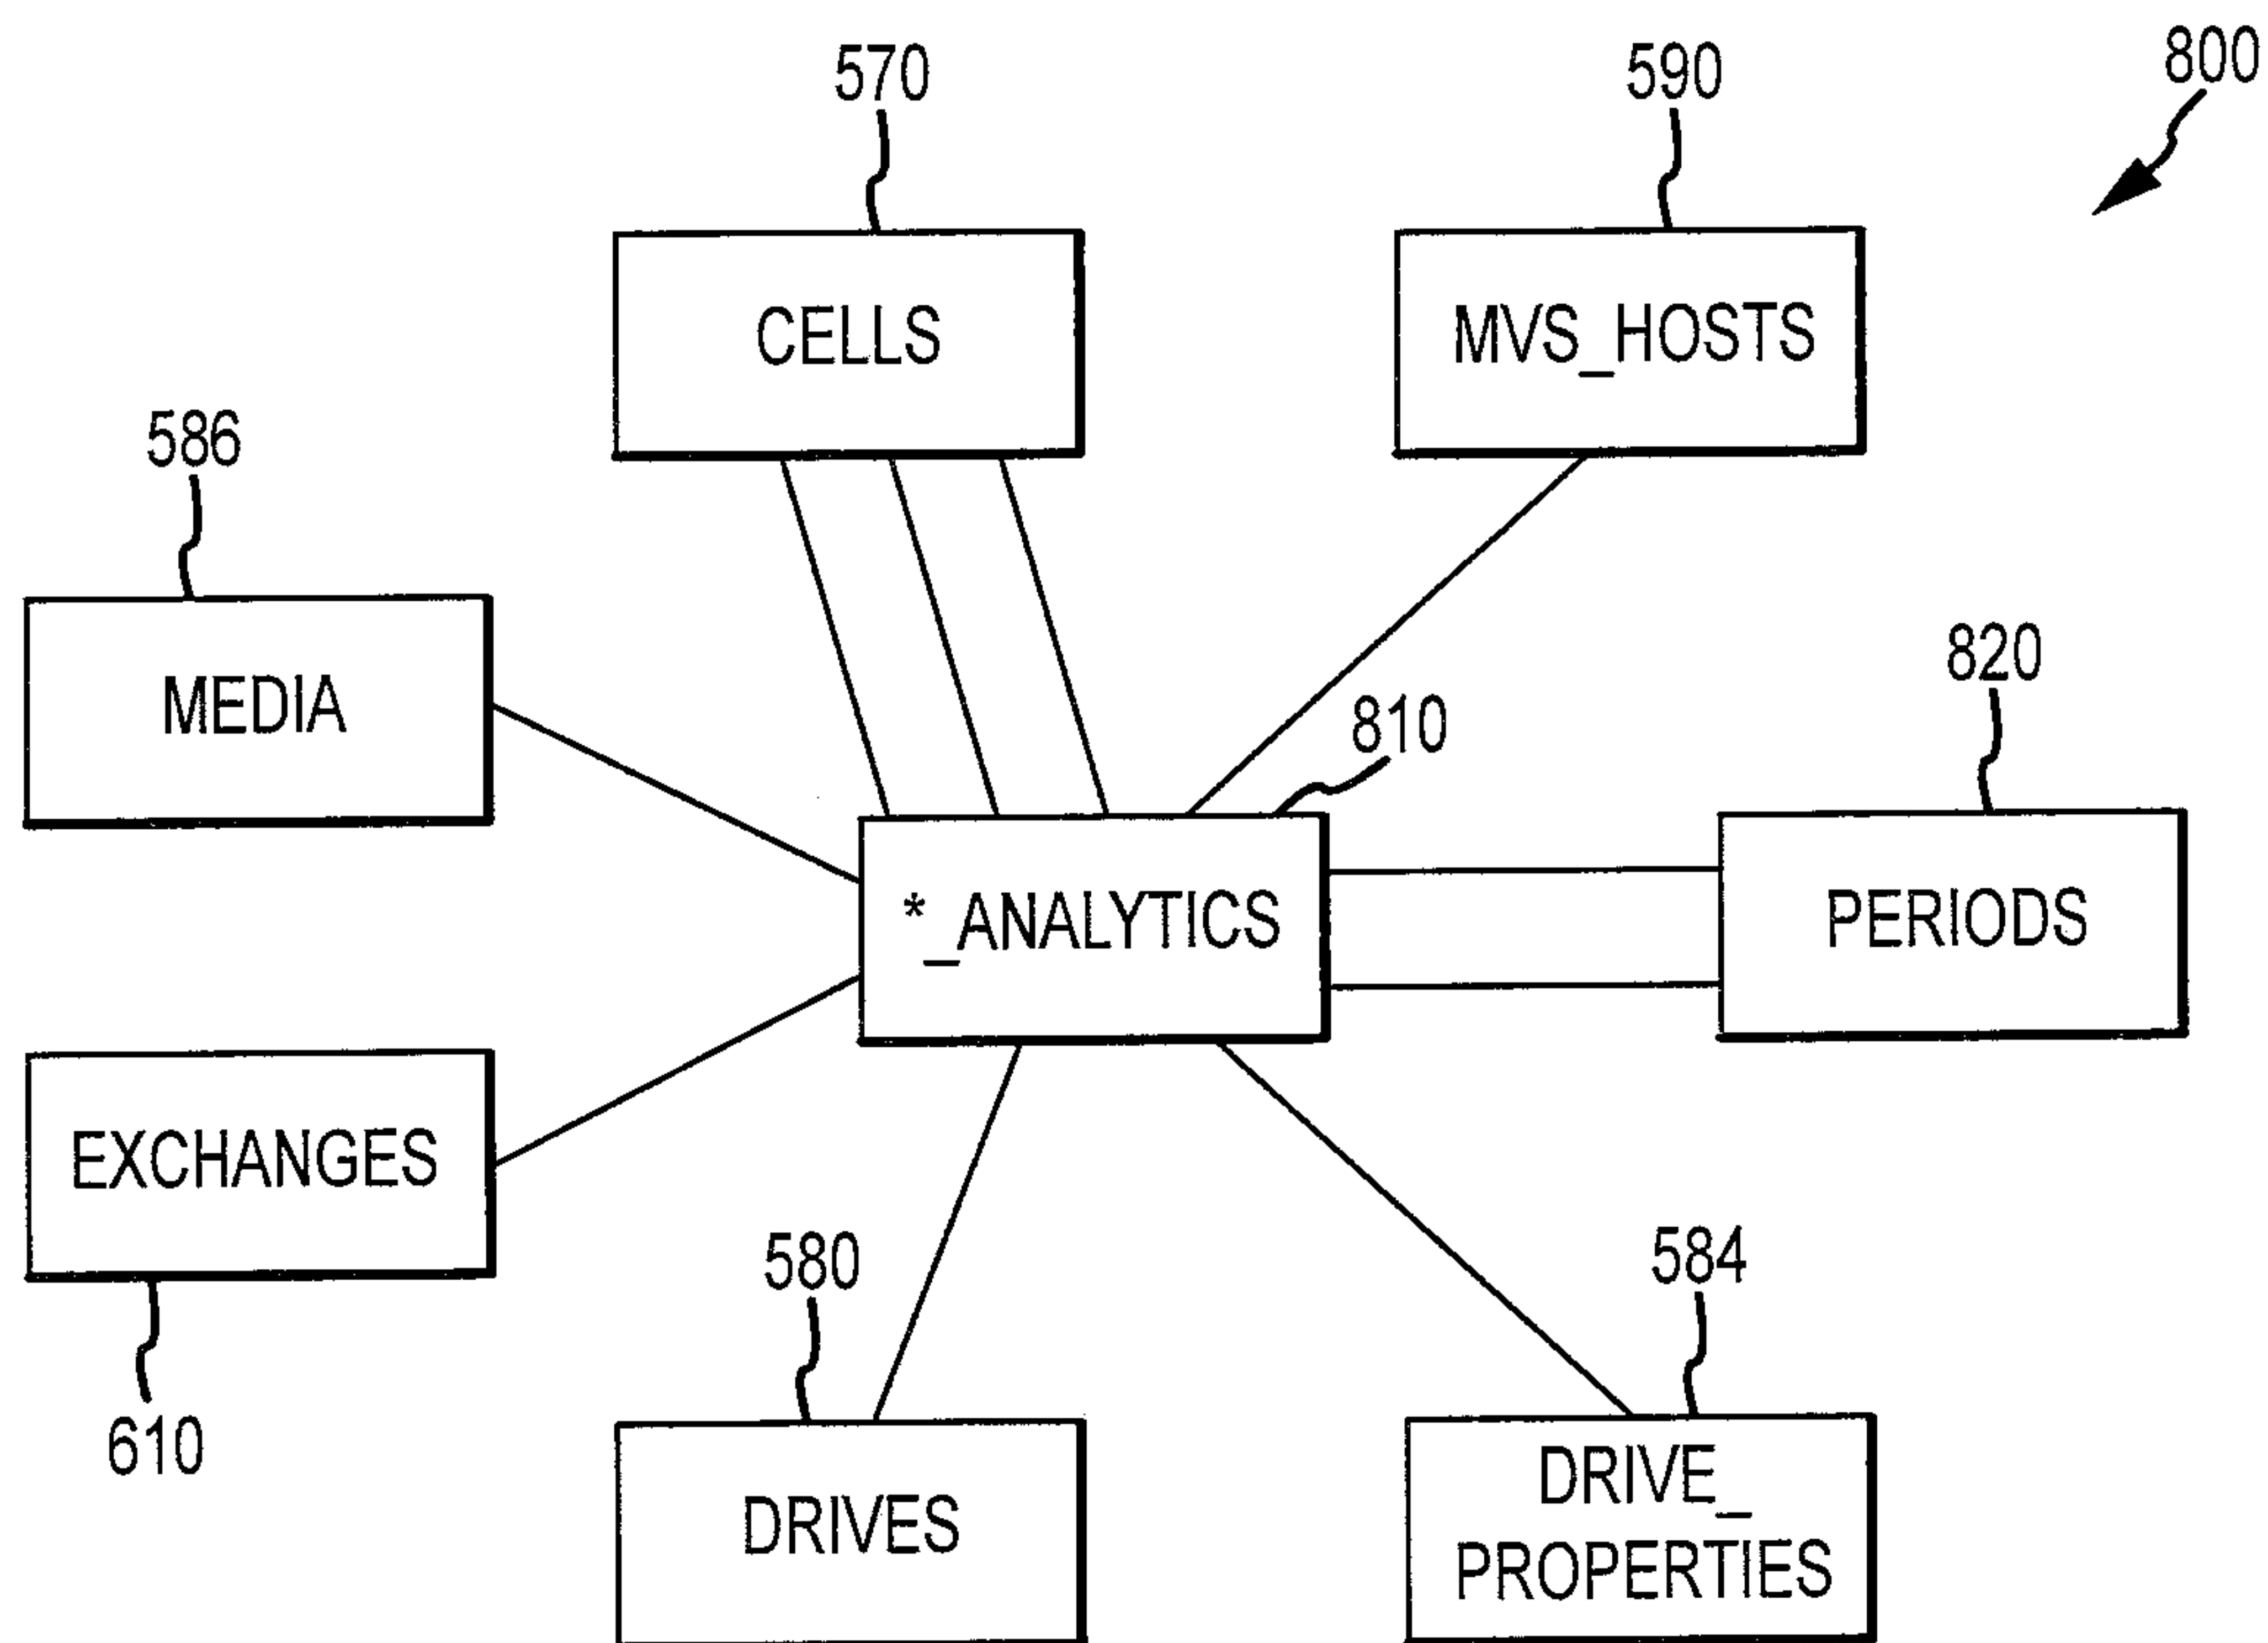 800
570
590
CELLS
MVS_HOSTS
586
MEDIA
820
810
*_ANALYTICS
PERIODS
EXCHANGES
610
580
584
DRIVES
DRIVE_
PROPERTIES